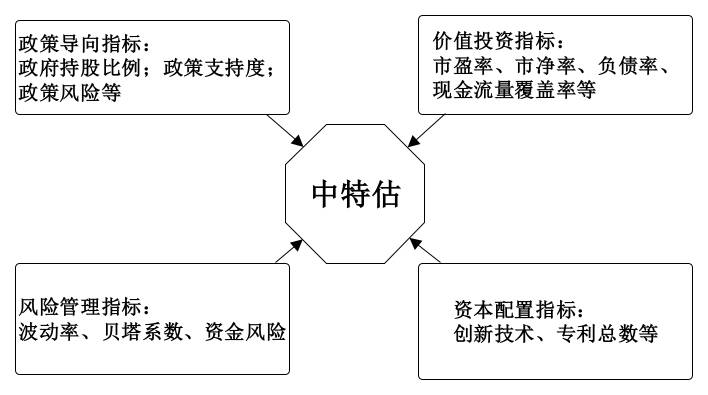 政策导向指标：
政府持股比例；政策支持度；
政策风险等
价值投资指标：
市盈率、市净率、负债率、
现金流量覆盖率等
中特估
风险管理指标：
波动率、贝塔系数、资金风险
资本配置指标：
创新技术、专利总数等